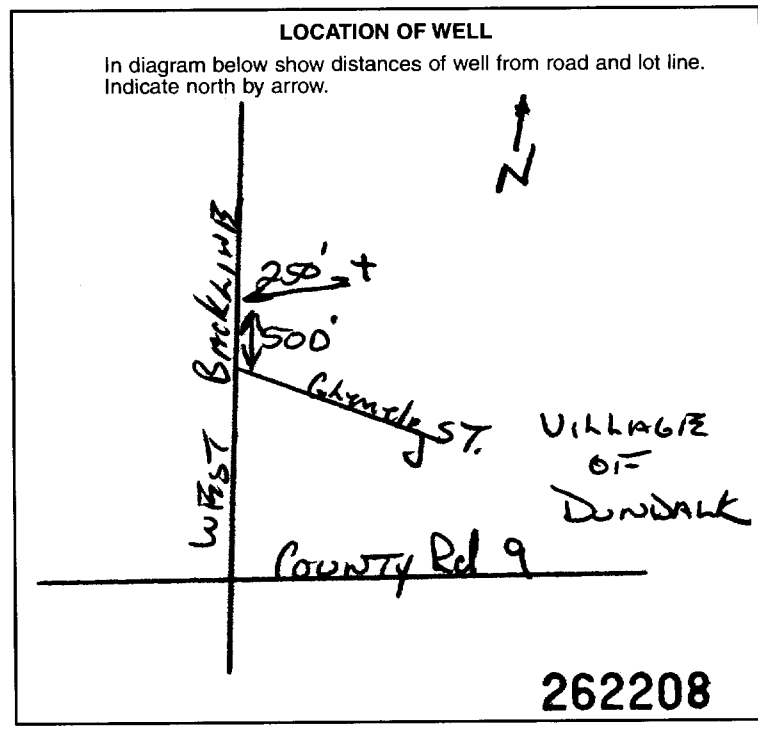 LOCATION OF WELL
In diagram below show distances of well from road and lot line.
Indicate north by arrow.
N
WEST BACKLINE
250'
500'
ST.
VILLAGE
OF
DUNDALK
COUNTY Rd 9
262208